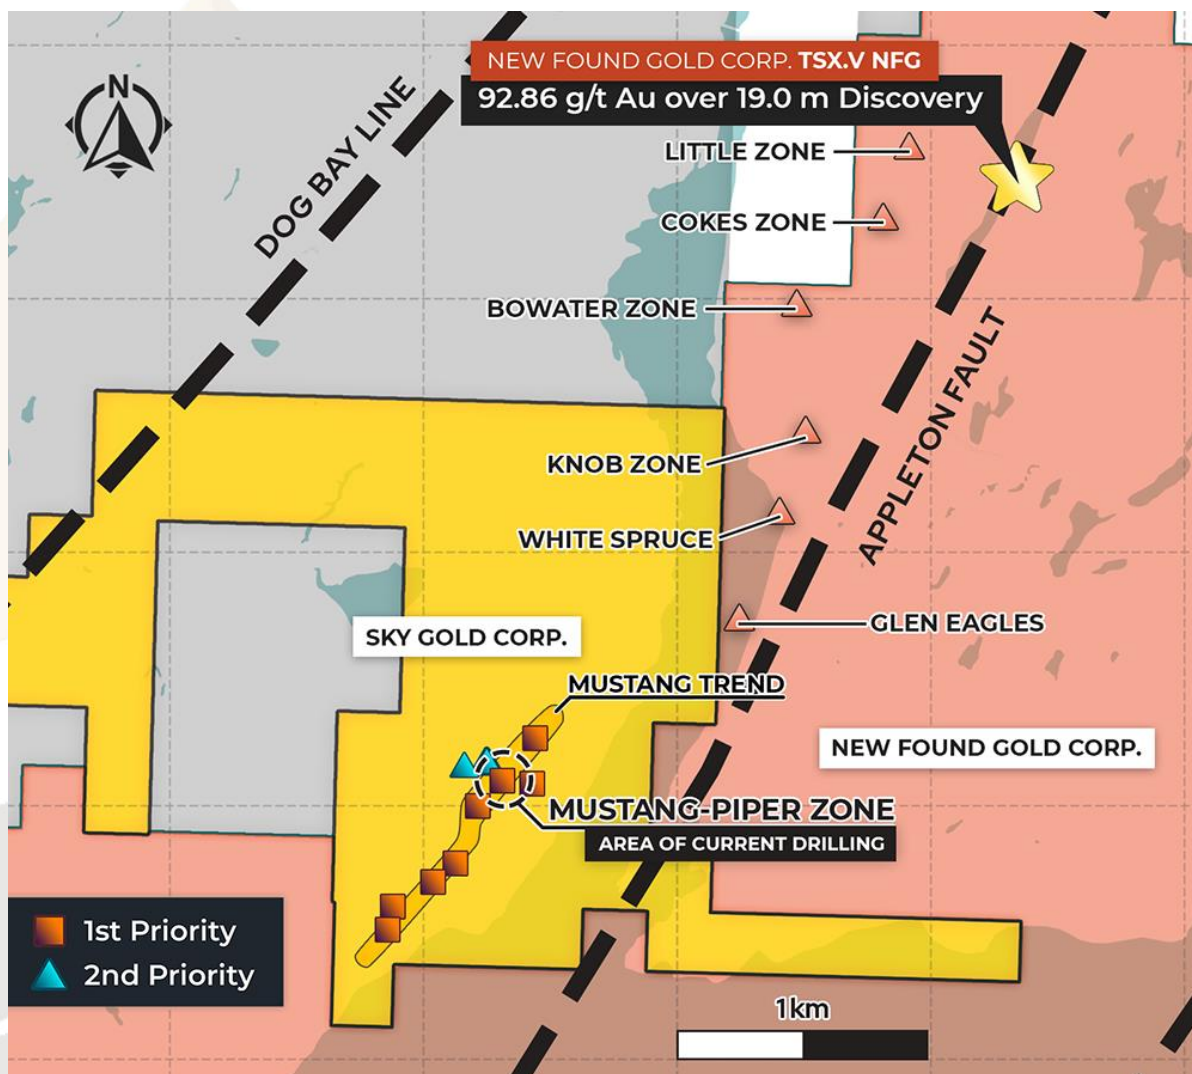 NEW FOUND GOLD CORP. TSX.V NFG
92.86 g/t Au over 19.0 m Discovery
N
DOG BAY LINE
LITTLE ZONE
COKES ZONE
BOWATER ZONE
APPLETON FAULT
KNOB ZONE
WHITE SPRUCE
GLEN EAGLES
SKY GOLD CORP.
MUSTANG TREND
NEW FOUND GOLD CORP.
MUSTANG-PIPER ZONE
AREA OF CURRENT DRILLING
1st Priority
2nd Priority
1km